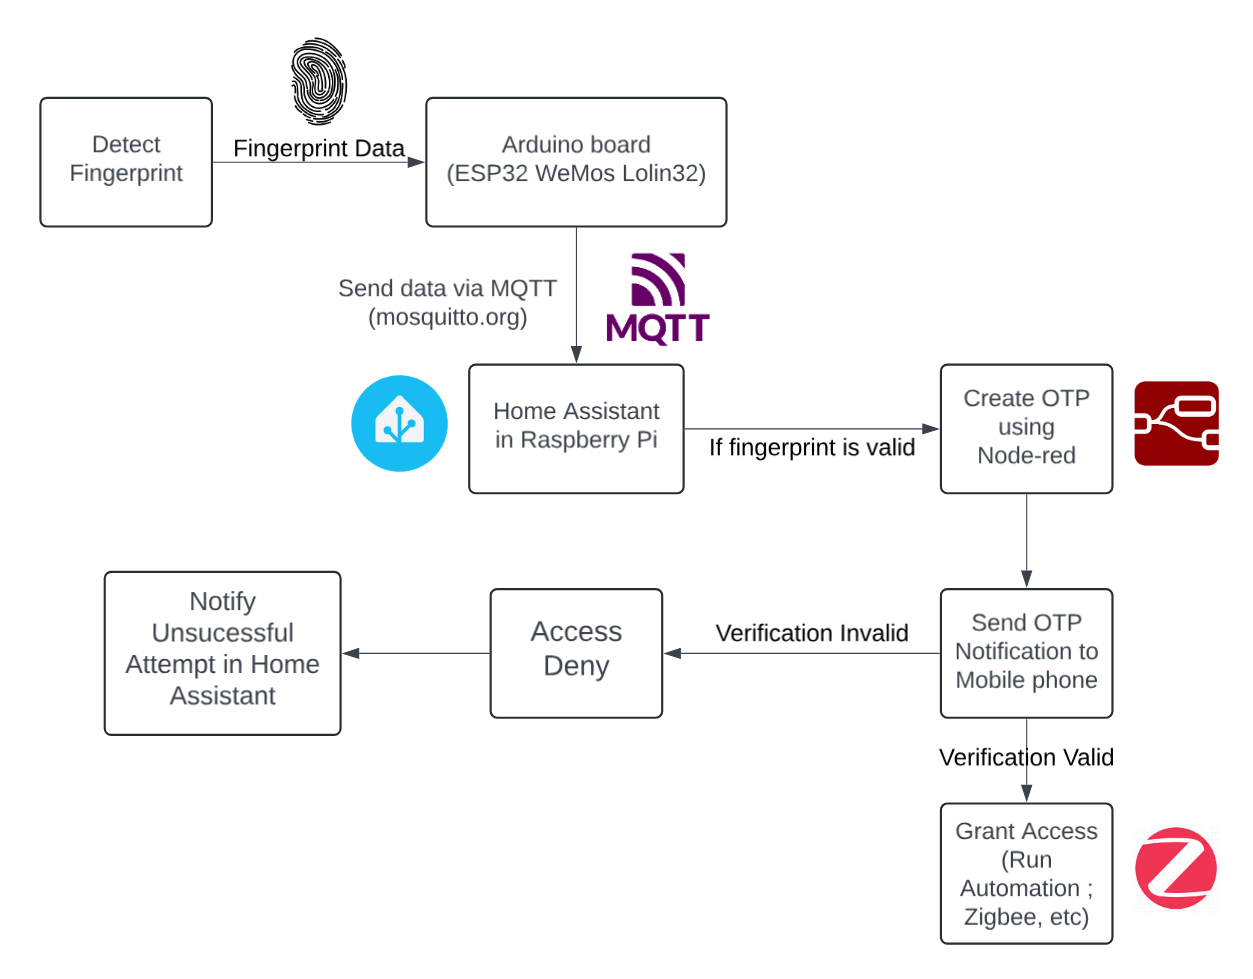 Detect
Fingerprint
Fingerprint Data
Arduino board
(ESP32 WeMos Lolin32)
Send data via MQTT
(mosquitto.org)
MQTT
Home Assistant
in Raspberry Pi
If fingerprint is valid
Create OTP
using
Node-red
Send OTP
Notification to
Mobile phone
Verification Invalid
Access
Deny
Notify
Unsucessful
Attempt in Home
Assistant
Verification Valid
Grant Access
(Run
Automation ;
Zigbee, etc)